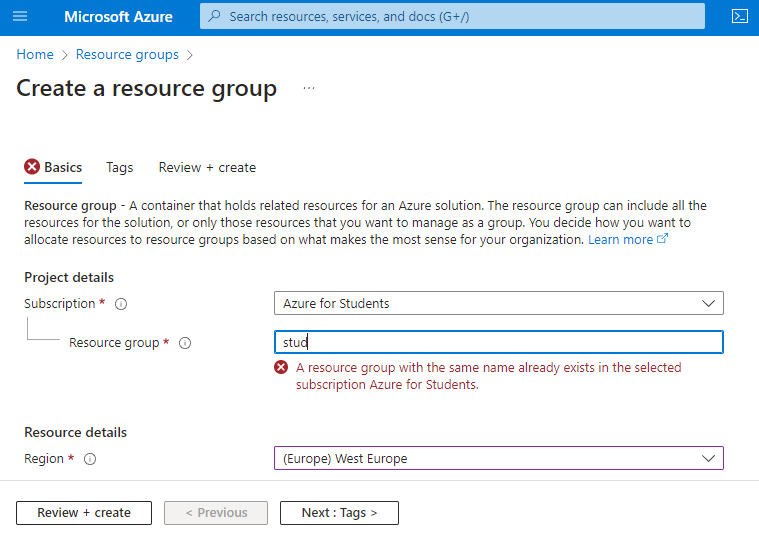 Microsoft Azure
Search resources, services, and docs (G+/)
Home > Resource groups >
Create a resource group ...
Basics Tags Review + create
Resource group - A container that holds related resources for an Azure solution. The resource group can include all the
resources for the solution, or only those resources that you want to manage as a group. You decide how you want to
allocate resources to resource groups based on what makes the most sense for your organization. Learn more
Project details
Subscription * Azure for Students
Resource group * stud
A resource group with the same name already exists in the selected
subscription Azure for Students.
Resource details
Region * (Europe) West Europe
Review + create < Previous Next : Tags >